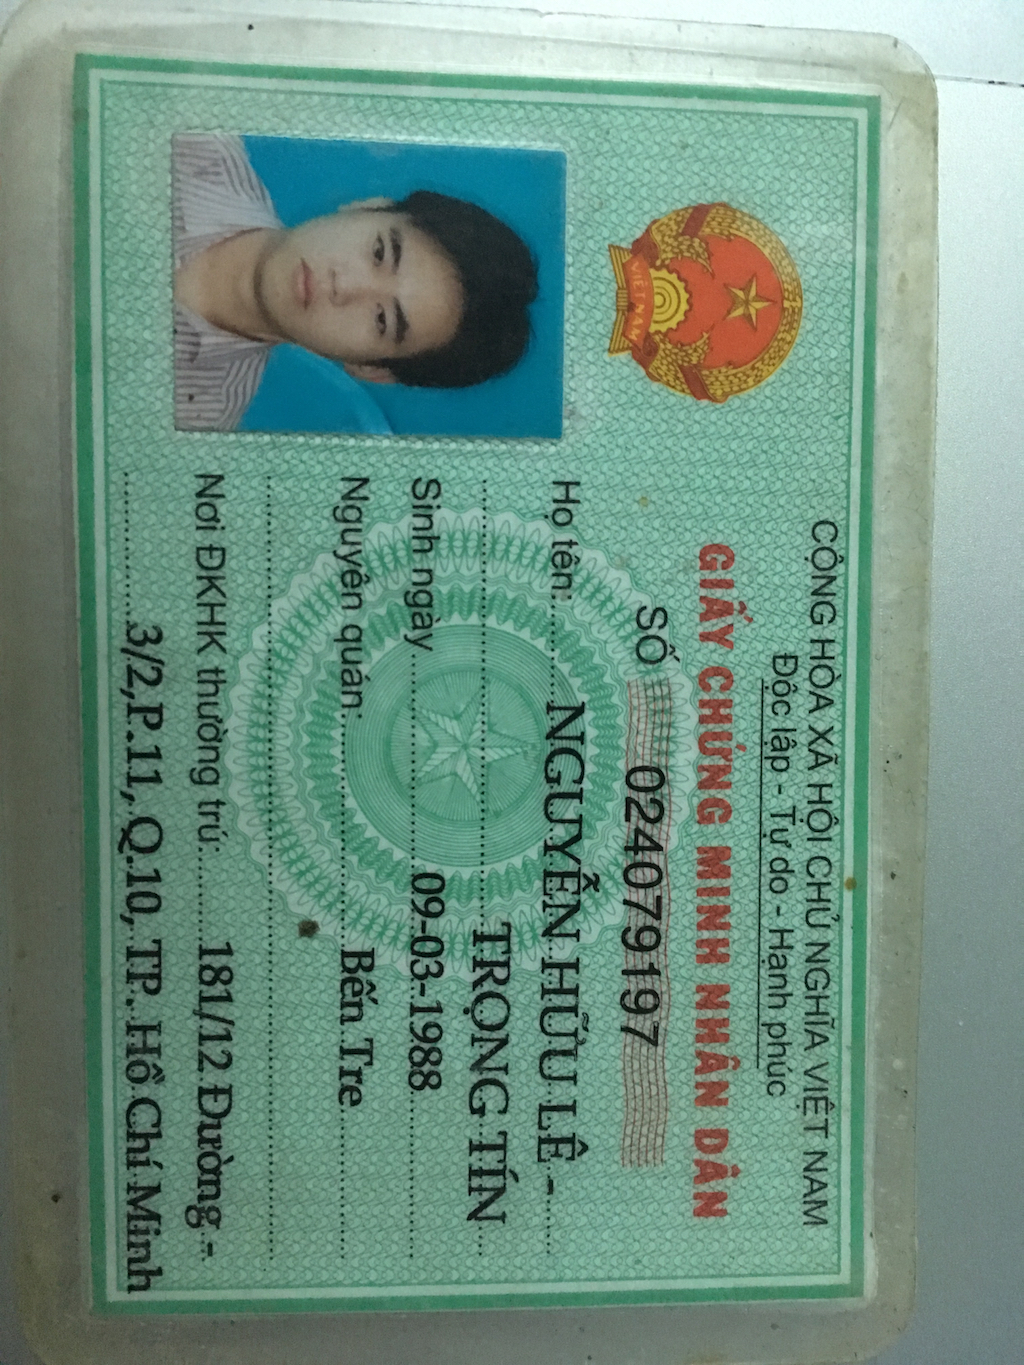 CỘNG HÒA XÃ HỘI CHỦ NGHĨA VIỆT NAM
Độc lập - Tự do - Hạnh phúc
GIẤY CHỨNG MINH NHÂN DÂN
SỐ 024079197
Họ tên: NGUYỄN HỮU LÊ -
TRỌNG TÍN
Sinh ngày 09-03-1988
Nguyên quán: Bến Tre
Nơi ĐKHK thường trú: 181/12 Đường -
3/2,P.11, Q.10, TP. Hồ Chí Minh
VIỆT NAM